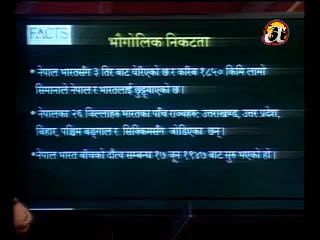 FACTS
भौगोलिक निकटता
• नेपाल भारतसँग ३ तिर बाट घेरिएको छ र करिब १८५० किमि लामो
सिमानाले नेपाल र भारतलाई छुट्ट्याएको छ।
• नेपालका २६ जिल्लाहरु भारतका पाँच राज्यहरु: उत्तराखण्ड, उत्तर प्रदेश,
बिहार, पश्चिम बङ्गाल र सिक्किमसँग जोडिएका छन्।
• नेपाल भारत बीचको दौत्य सम्बन्ध १७ जून १९४७ बाट सुरु भएको हो।